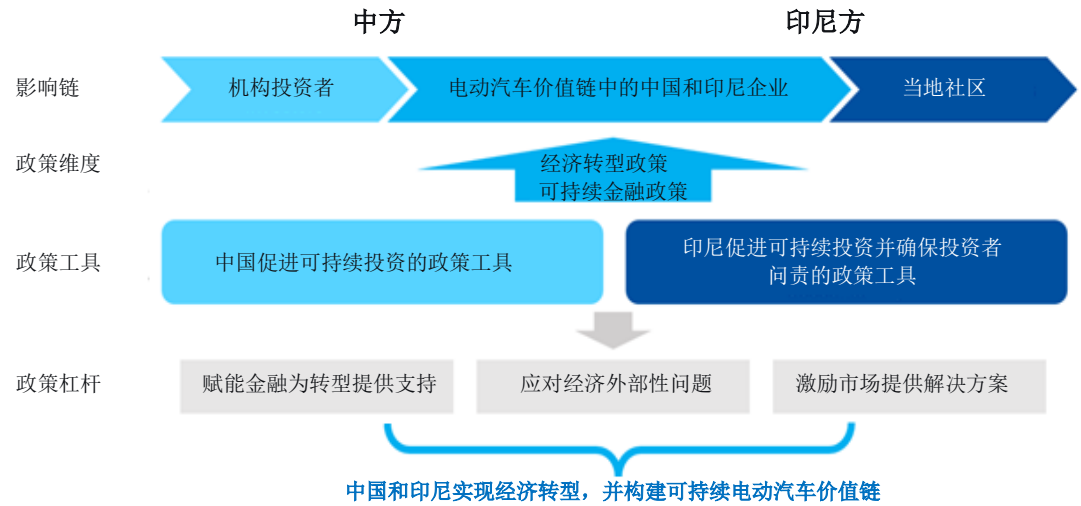 中方
印尼方
影响链
机构投资者
电动汽车价值链中的中国和印尼企业
当地社区
政策维度
经济转型政策
可持续金融政策
政策工具
中国促进可持续投资的政策工具
印尼促进可持续投资并确保投资者
问责的政策工具
政策杠杆
赋能金融为转型提供支持
应对经济外部性问题
激励市场提供解决方案
中国和印尼实现经济转型，并构建可持续电动汽车价值链